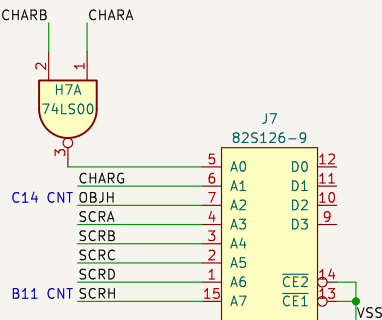 CHARB CHARA
2 1
H7A
74LS00
3
J7
82S126-9
5 A0 D0 12
CHARG 6 A1 D1 11
C14 CNT OBJH 7 A2 D2 10
SCRA 4 A3 D3 9
SCRB 3 A4
SCRC 2 A5
SCRD 1 A6 CE2 14
B11 CNT SCRH 15 A7 CE1 13
VSS